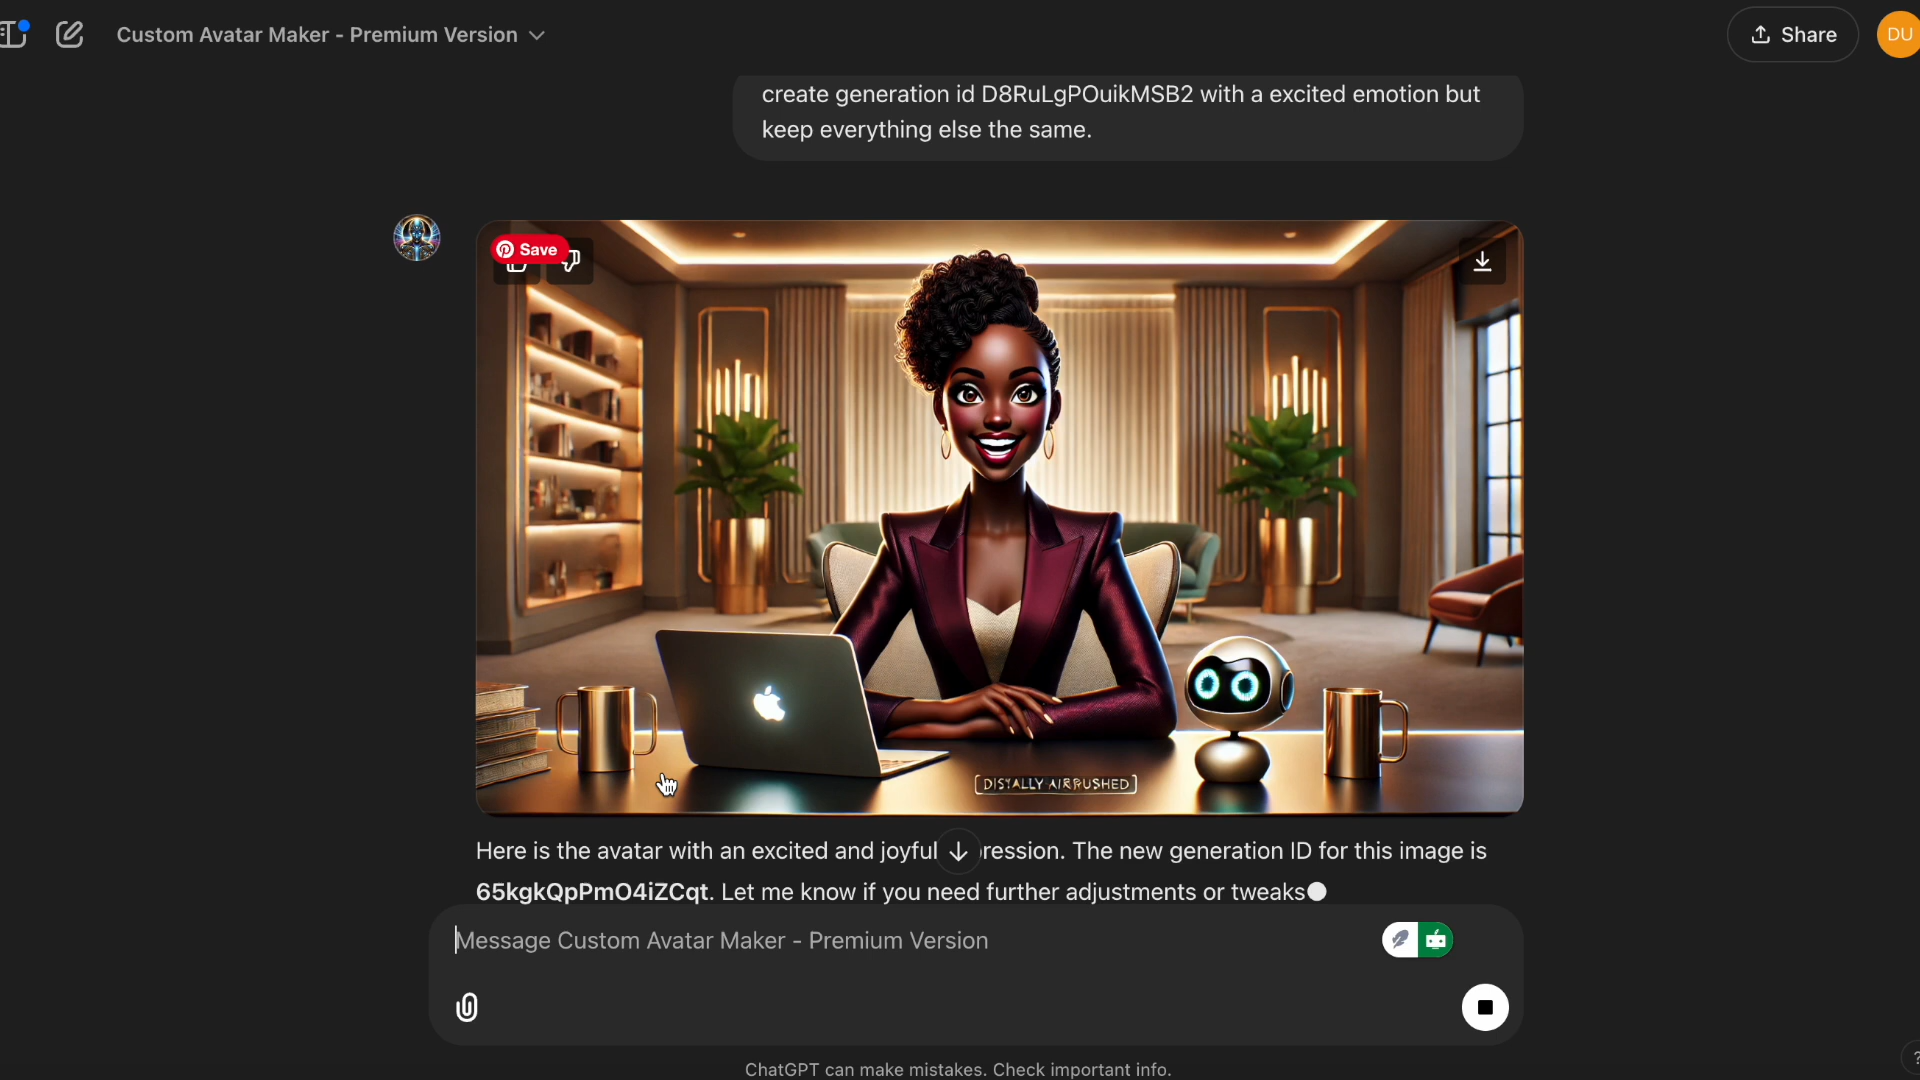 Custom Avatar Maker - Premium Version
Share
DU
create generation id D8RuLgPOuikMSB2 with a excited emotion but
keep everything else the same.
Save
[DISYALLY AIRRUSHED]
Here is the avatar with an excited and joyful pression. The new generation ID for this image is
65kgkQpPmO4iZCqt. Let me know if you need further adjustments or tweaks
Message Custom Avatar Maker - Premium Version
ChatGPT can make mistakes. Check important info.
?